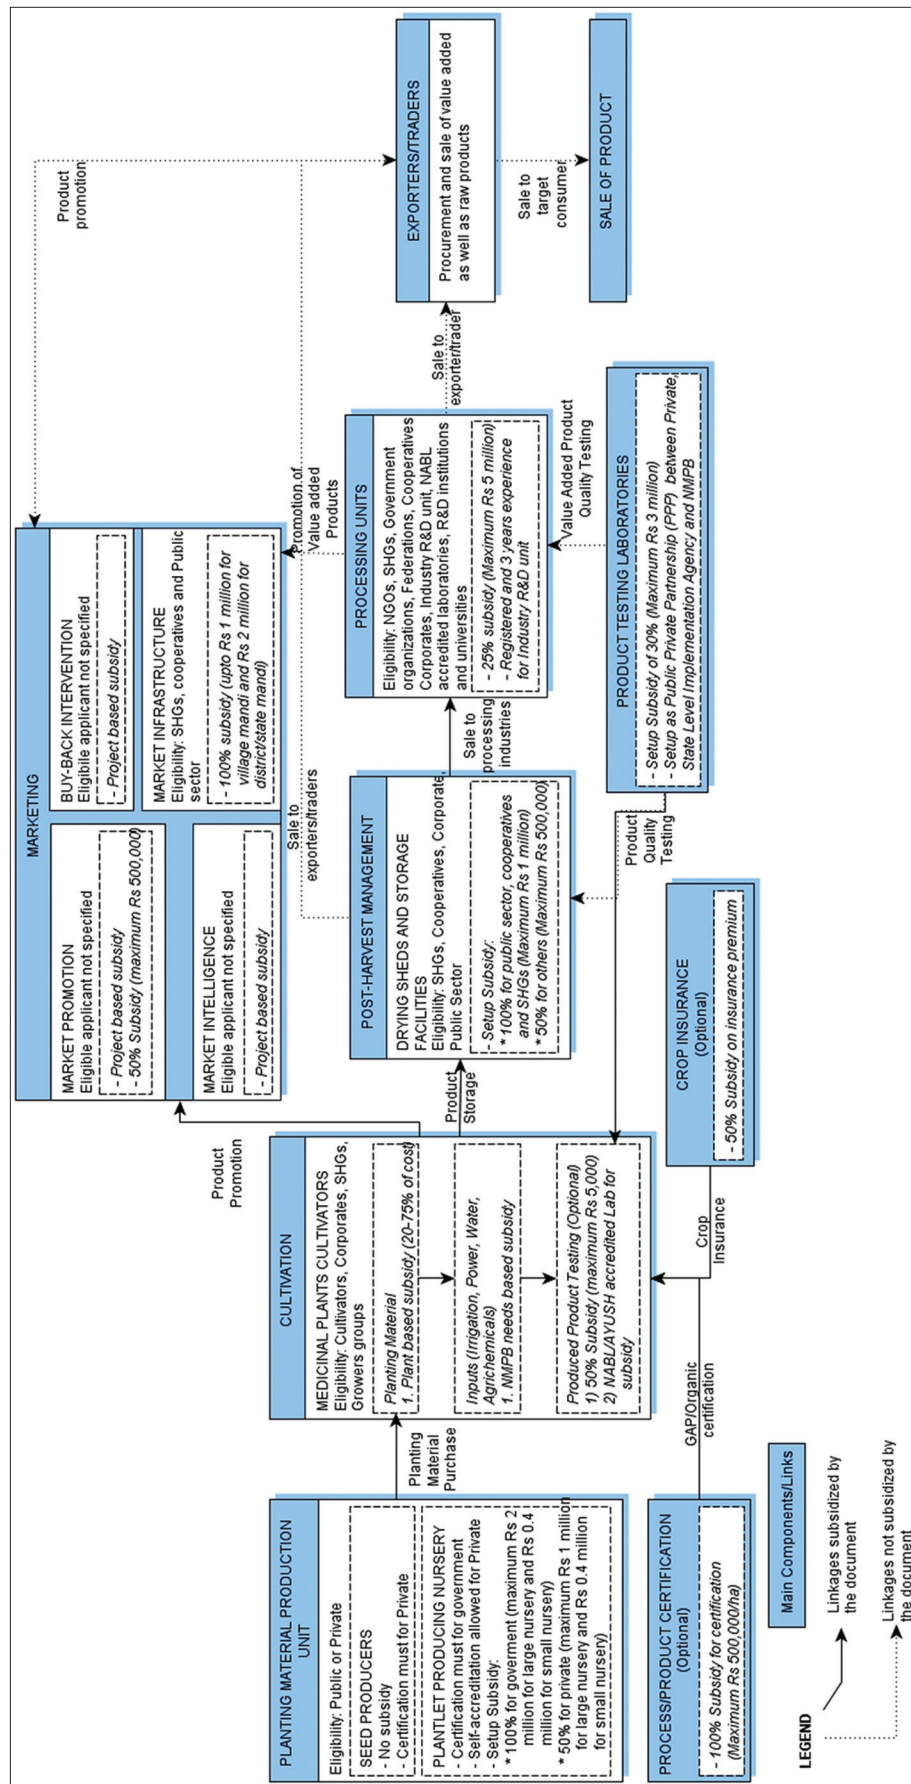 PLANTING MATERIAL PRODUCTION
UNIT
Eligibility: Public or Private
SEED PRODUCERS
- No subsidy
- Certification must for Private
PLANTLET PRODUCING NURSERY
- Certification must for government
- Self-accreditation allowed for Private
- Setup Subsidy:
* 100% for goverment (maximum Rs 2
million for large nursery and Rs 0.4
million for small nursery)
* 50% for private (maximum Rs 1 million
for large nursery and Rs 0.4 million
for small nursery)
Planting
Material
Purchase
CULTIVATION
MEDICINAL PLANTS CULTIVATORS
Eligibility: Cultivators, Corporates, SHGs,
Growers groups
Planting Material
1. Plant based subsidy (20-75% of cost)
Inputs (Irrigation, Power, Water,
Agrichemicals)
1. NMPB needs based subsidy
Produced Product Testing (Optional)
1) 50% Subsidy (maximum Rs 5,000)
2) NABL/AYUSH accredited Lab for
subsidy
Product
Promotion
Product
Storage
MARKETING
MARKET PROMOTION
Eligible applicant not specified
- Project based subsidy
- 50% Subsidy (maximum Rs 500,000)
MARKET INTELLIGENCE
Eligible applicant not specified
- Project based subsidy
BUY-BACK INTERVENTION
Eligibile applicant not specified
- Project based subsidy
MARKET INFRASTRUCTURE
Eligibility: SHGs, cooperatives and Public
sector
- 100% subsidy (upto Rs 1 million for
village mandi and Rs 2 million for
district/state mandi)
Product
promotion
Sale to
exporters/traders
Promotion of
Value added
Products
POST-HARVEST MANAGEMENT
DRYING SHEDS AND STORAGE
FACILITIES
Eligibility: SHGs, Cooperatives, Corporate,
Public Sector
- Setup Subsidy:
* 100% for public sector, cooperatives
and SHGs (Maximum Rs 1 million)
* 50% for others (Maximum Rs 500,000)
Sale to
processing
industries
PROCESSING UNITS
Eligibility: NGOs, SHGs, Government
organizations, Federations, Cooperatives
Corporates, Industry R&D unit, NABL
accredited laboratories, R&D institutions
and universities
- 25% subsidy (Maximum Rs 5 million)
- Registered and 3 years experience
for Industry R&D unit
Sale to
exporter/trader
EXPORTERS/TRADERS
Procurement and sale of value added
as well as raw products
Sale to
target
consumer
SALE OF PRODUCT
Value Added Product
Quality Testing
Product
Quality
Testing
PRODUCT TESTING LABORATORIES
- Setup Subsidy of 30% (Maximum Rs 3 million)
- Setup as Public Private Partnership (PPP) between Private,
State Level Implementation Agency and NMPB
CROP INSURANCE
(Optional)
- 50% Subsidy on insurance premium
Crop
Insurance
GAP/Organic
certification
PROCESS/PRODUCT CERTIFICATION
(Optional)
- 100% Subsidy for certification
(Maximum Rs 500,000/ha)
LEGEND
Main Components/Links
Linkages subsidized by
the document
Linkages not subsidized by
the document